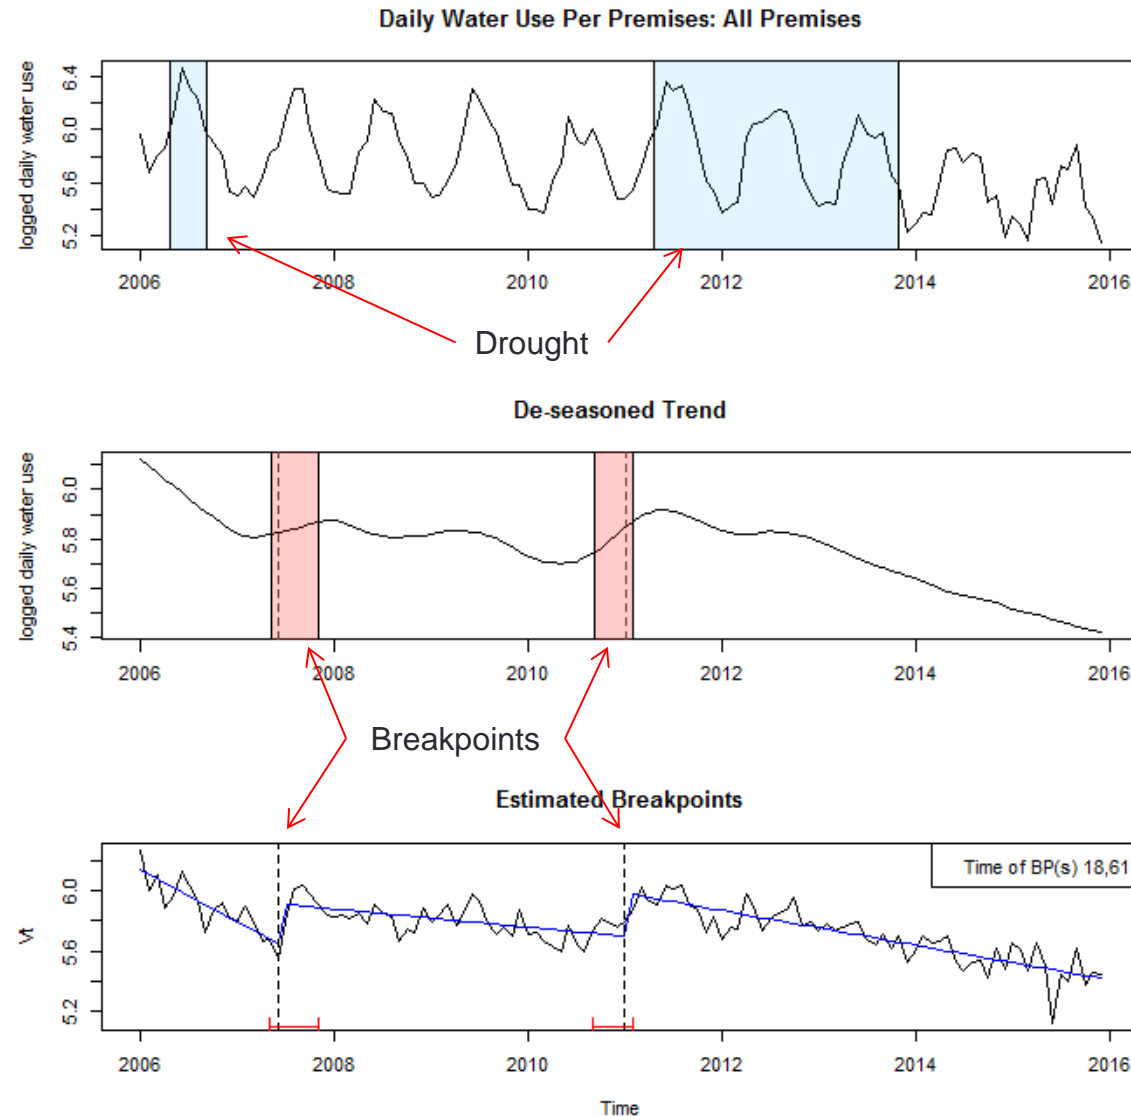 Daily Water Use Per Premises: All Premises
logged daily water use
6.4
6.0
5.6
5.2
2006 2008 2010 2012 2014 2016
Drought
De-seasoned Trend
logged daily water use
6.0
5.8
5.6
5.4
2006 2008 2010 2012 2014 2016
Breakpoints
Estimated Breakpoints
Time of BP(s) 18,61
Vt
6.0
5.6
5.2
2006 2008 2010 2012 2014 2016
Time